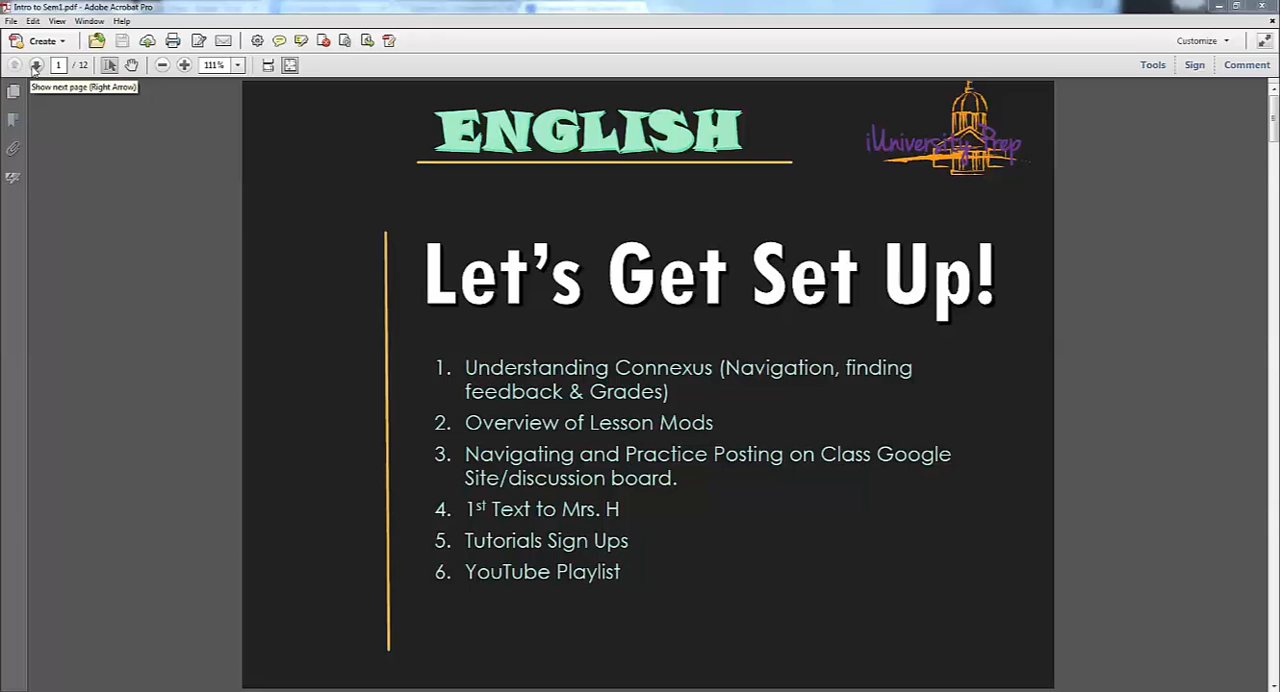 Intro to Sem1.pdf - Adobe Acrobat Pro
File Edit View Window Help
Create Customize
1 / 12 111% Tools Sign Comment
Show next page (Right Arrow)
ENGLISH
iUniversity Prep
Let's Get Set Up!
1. Understanding Connexus (Navigation, finding
feedback & Grades)
2. Overview of Lesson Mods
3. Navigating and Practice Posting on Class Google
Site/discussion board.
4. 1st Text to Mrs. H
5. Tutorials Sign Ups
6. YouTube Playlist